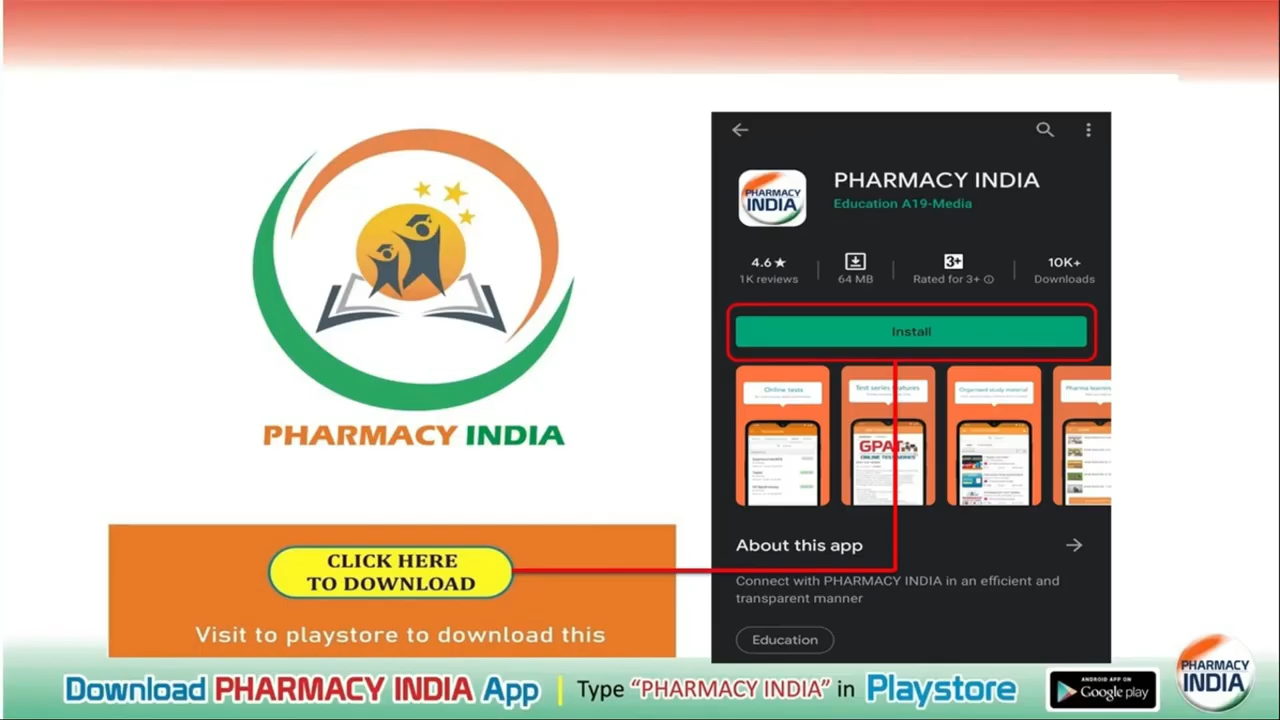 PHARMACY INDIA
CLICK HERE
TO DOWNLOAD
Visit to playstore to download this
PHARMACY
INDIA
PHARMACY INDIA
Education A19-Media
4.6★
1K reviews
64 MB
3+
Rated for 3+
10K+
Downloads
Install
Online tests
Test series features
Organised study material
Pharma learners
GPAT
ONLINE TEST SERIES
About this app
Connect with PHARMACY INDIA in an efficient and
transparent manner
Education
Download PHARMACY INDIA App | Type “PHARMACY INDIA” in Playstore
ANDROID APP ON
Google play
PHARMACY
INDIA